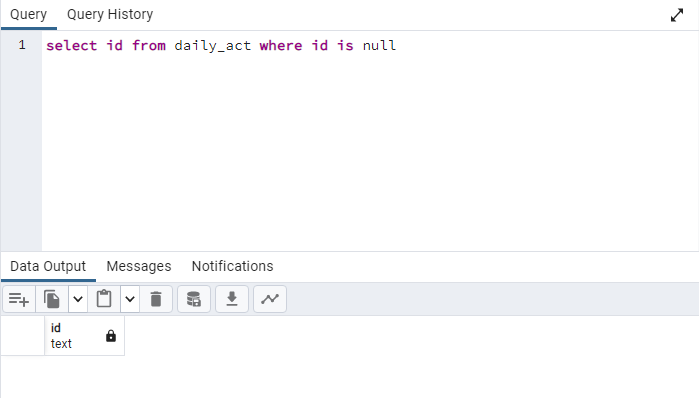 Query Query History
1 select id from daily_act where id is null
Data Output Messages Notifications
id
text